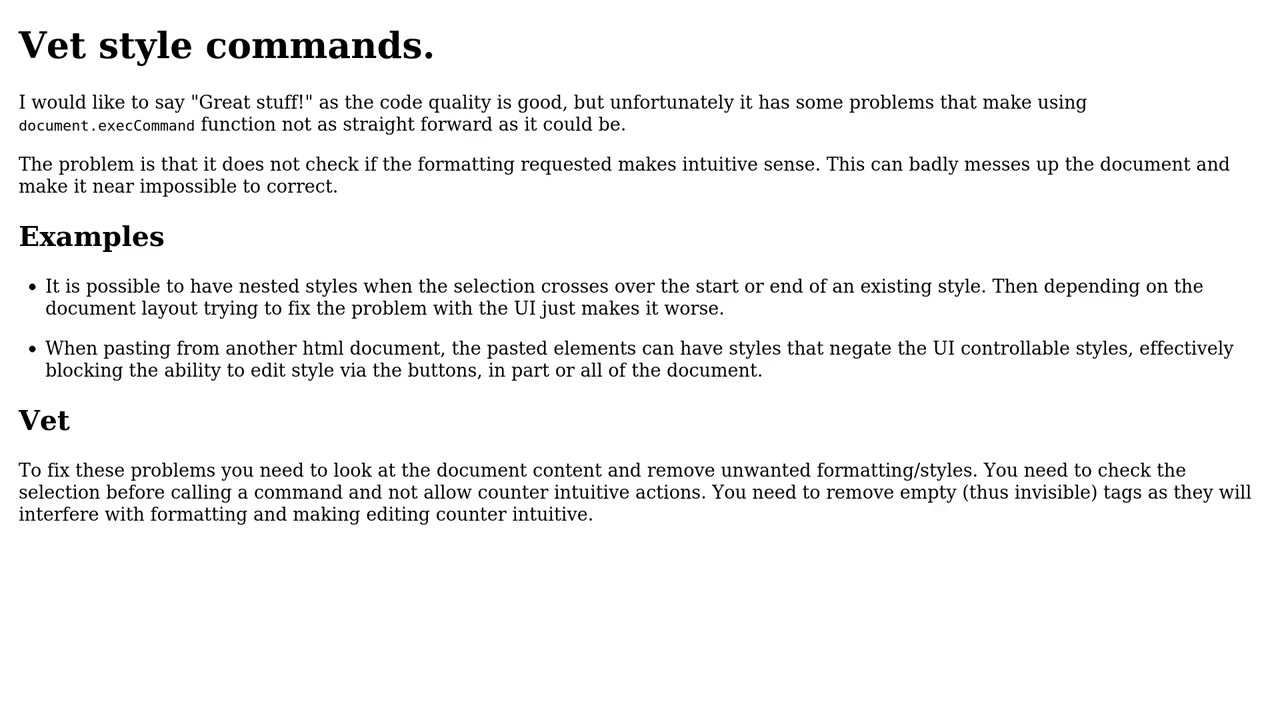 Vet style commands.
I would like to say "Great stuff!" as the code quality is good, but unfortunately it has some problems that make using
document.execCommand function not as straight forward as it could be.
The problem is that it does not check if the formatting requested makes intuitive sense. This can badly messes up the document and
make it near impossible to correct.
Examples
• It is possible to have nested styles when the selection crosses over the start or end of an existing style. Then depending on the
document layout trying to fix the problem with the UI just makes it worse.
• When pasting from another html document, the pasted elements can have styles that negate the UI controllable styles, effectively
blocking the ability to edit style via the buttons, in part or all of the document.
Vet
To fix these problems you need to look at the document content and remove unwanted formatting/styles. You need to check the
selection before calling a command and not allow counter intuitive actions. You need to remove empty (thus invisible) tags as they will
interfere with formatting and making editing counter intuitive.